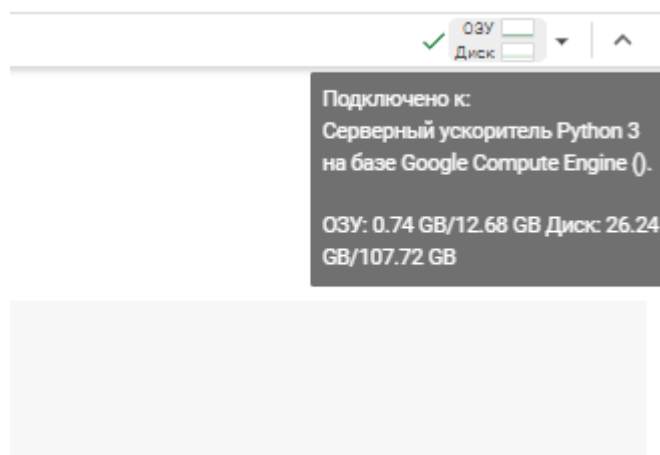 ОЗУ
Диск
Подключено к:
Серверный ускоритель Python 3
на базе Google Compute Engine ().
ОЗУ: 0.74 GB/12.68 GB Диск: 26.24
GB/107.72 GB